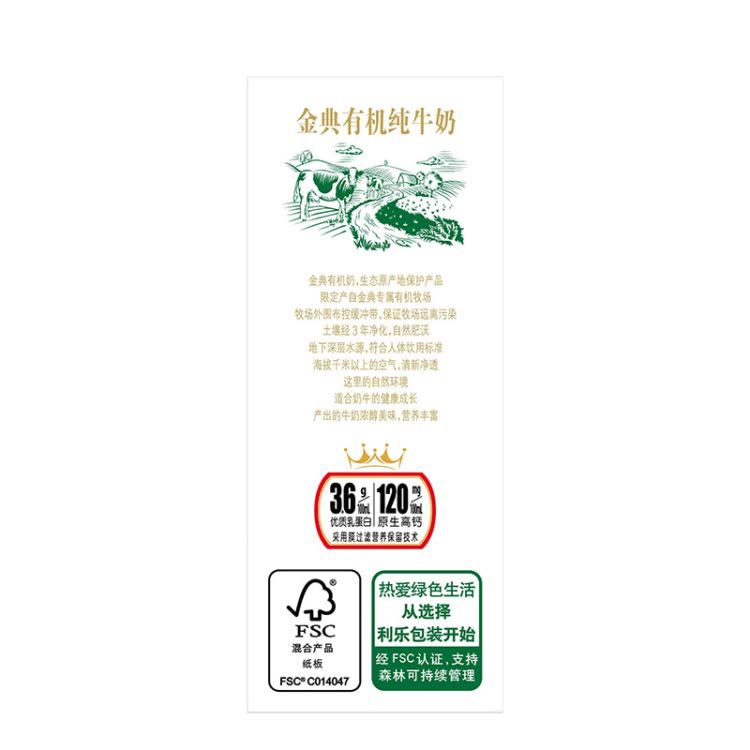 金典有机纯牛奶
金典有机奶,生态原产地保护产品
限定产自金典专属有机牧场
牧场外围布控缓冲带,保证牧场远离污染
土壤经3年净化,自然肥沃
地下深层水源,符合人体饮用标准
海拔千米以上的空气,清新净透
这里的自然环境
适合奶牛的健康成长
产出的牛奶浓醇美味,营养丰富
3.6g/100mL 120mg/100mL
优质乳蛋白 原生高钙
采用膜过滤营养保留技术
®
FSC
混合产品
纸板
FSC® C014047
热爱绿色生活
从选择
利乐包装开始
经FSC认证,支持
森林可持续管理